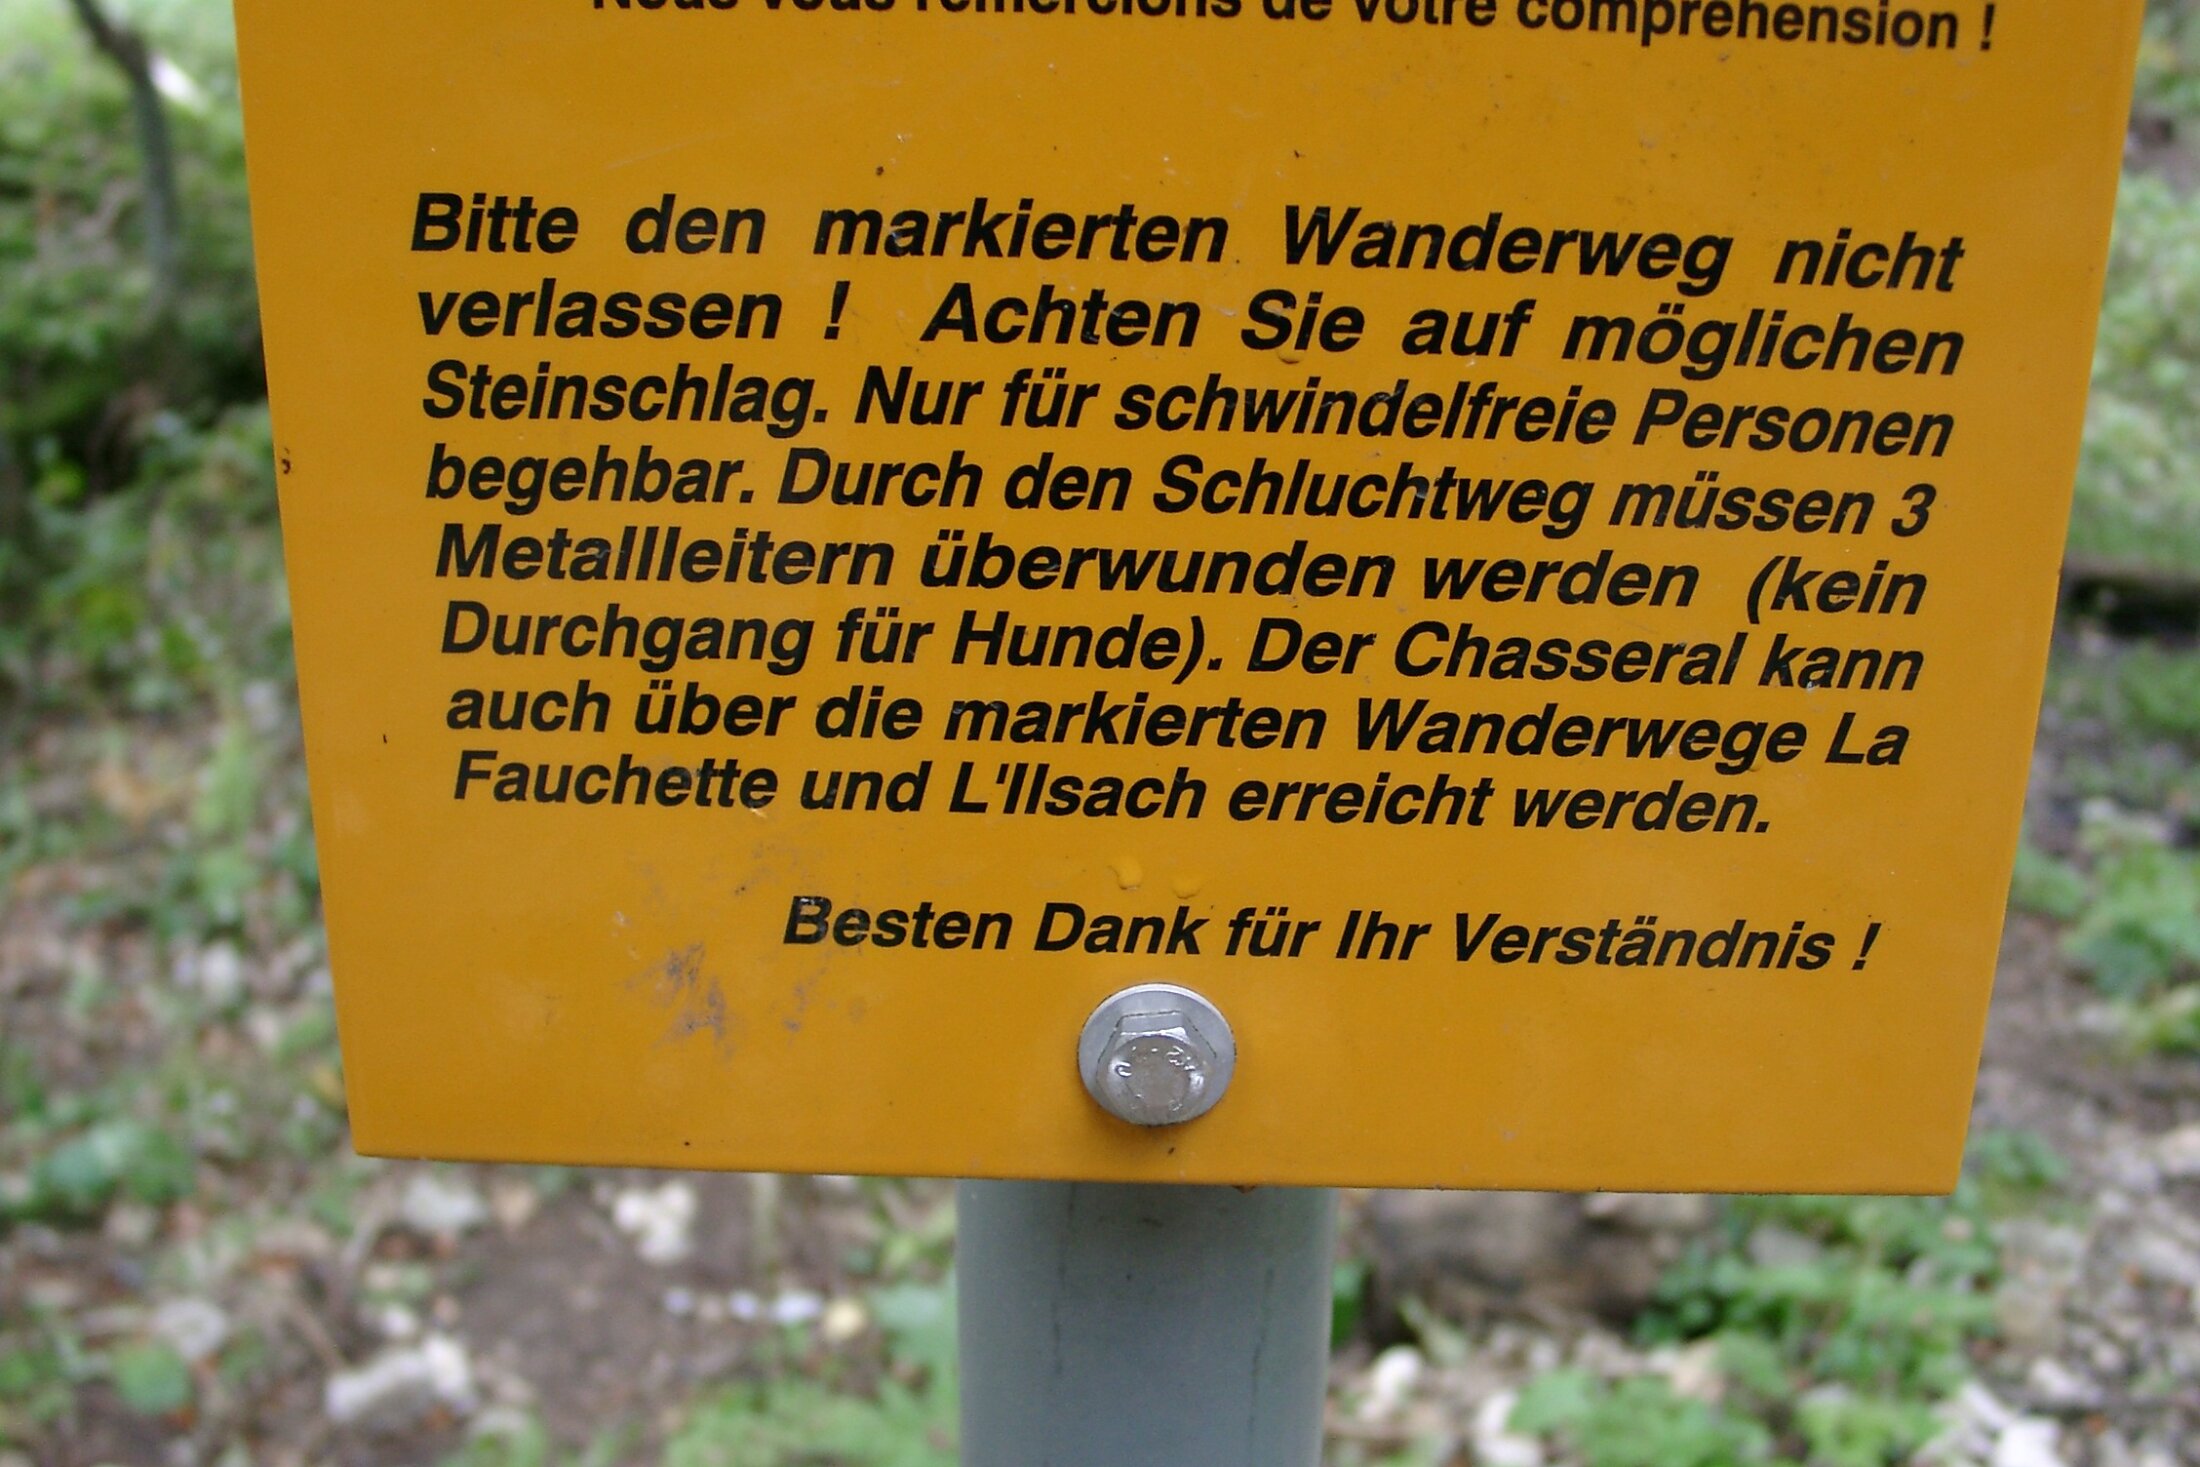 Nous vous remercions de votre compréhension !
Bitte den markierten Wanderweg nicht
verlassen ! Achten Sie auf möglichen
Steinschlag. Nur für schwindelfreie Personen
begehbar. Durch den Schluchtweg müssen 3
Metallleitern überwunden werden (kein
Durchgang für Hunde). Der Chasseral kann
auch über die markierten Wanderwege La
Fauchette und L'Ilsach erreicht werden.
Besten Dank für Ihr Verständnis !